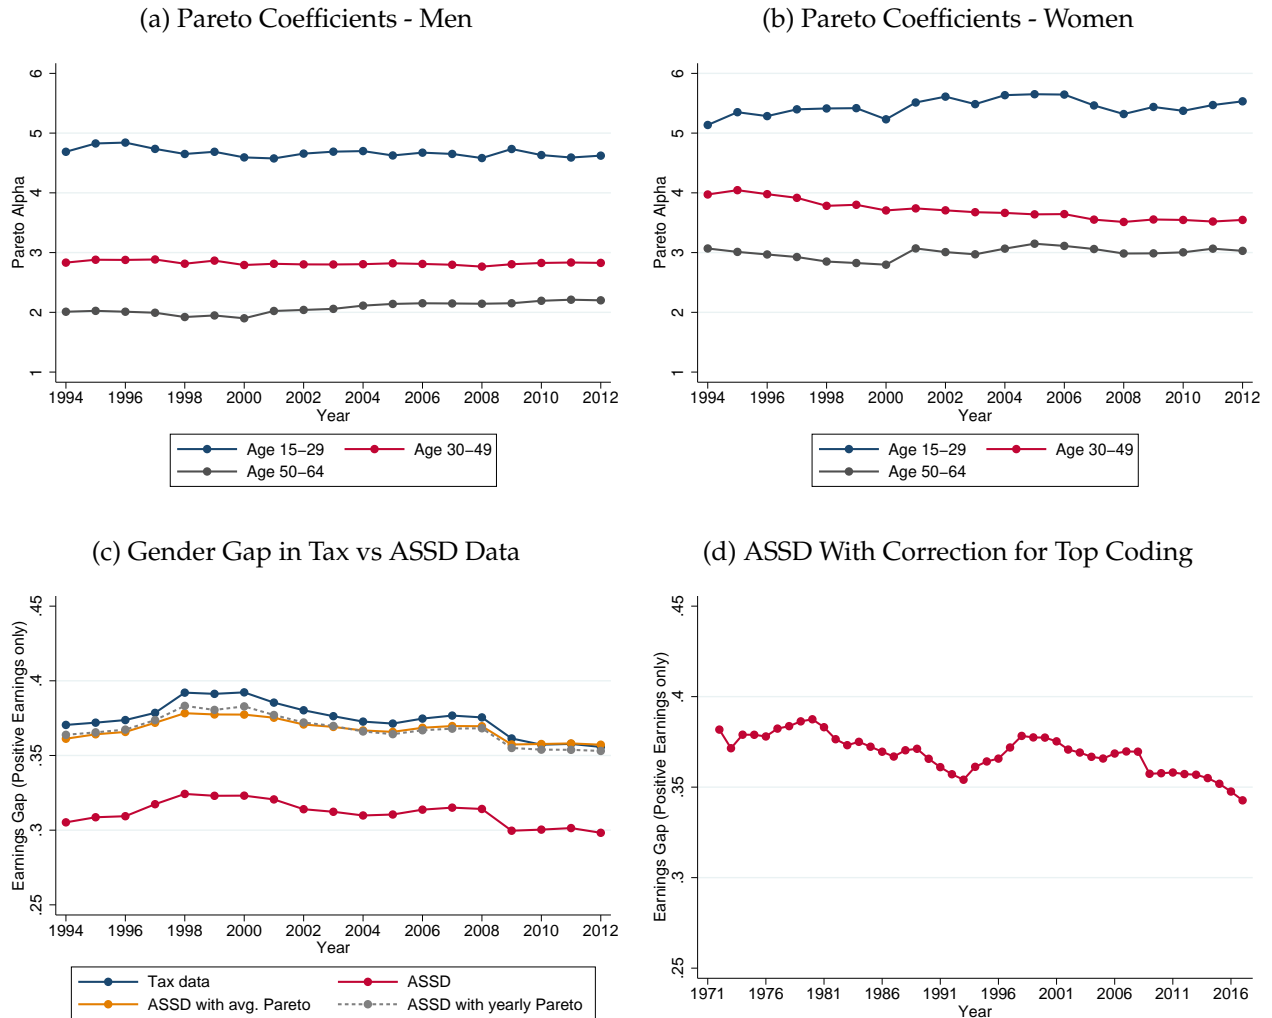 (a) Pareto Coefficients - Men
Pareto Alpha
6
5
4
3
2
1
1994 1996 1998 2000 2002 2004 2006 2008 2010 2012
Year
Age 15−29 Age 30−49
Age 50−64
(b) Pareto Coefficients - Women
Pareto Alpha
6
5
4
3
2
1
1994 1996 1998 2000 2002 2004 2006 2008 2010 2012
Year
Age 15−29 Age 30−49
Age 50−64
(c) Gender Gap in Tax vs ASSD Data
Earnings Gap (Positive Earnings only)
.45
.4
.35
.3
.25
1994 1996 1998 2000 2002 2004 2006 2008 2010 2012
Year
Tax data ASSD
ASSD with avg. Pareto ASSD with yearly Pareto
(d) ASSD With Correction for Top Coding
Earnings Gap (Positive Earnings only)
.45
.4
.35
.3
.25
1971 1976 1981 1986 1991 1996 2001 2006 2011 2016
Year